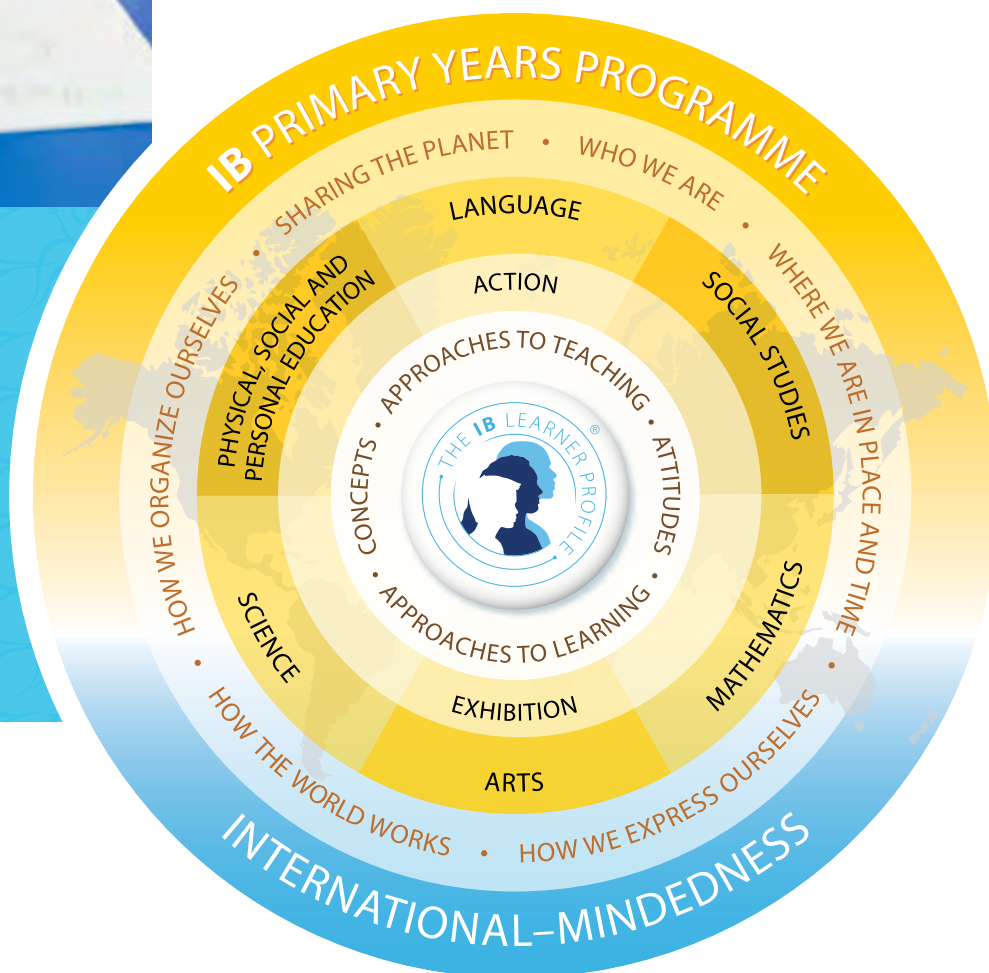 IB PRIMARY YEARS PROGRAMME
SHARING THE PLANET • WHO WE ARE • WHERE WE ARE IN PLACE AND TIME • HOW WE EXPRESS OURSELVES • HOW THE WORLD WORKS • HOW WE ORGANIZE OURSELVES •
LANGUAGE
SOCIAL STUDIES
MATHEMATICS
ARTS
SCIENCE
PHYSICAL, SOCIAL AND
PERSONAL EDUCATION
ACTION
EXHIBITION
APPROACHES TO TEACHING • ATTITUDES • APPROACHES TO LEARNING • CONCEPTS •
• THE IB LEARNER PROFILE • ®
INTERNATIONAL–MINDEDNESS